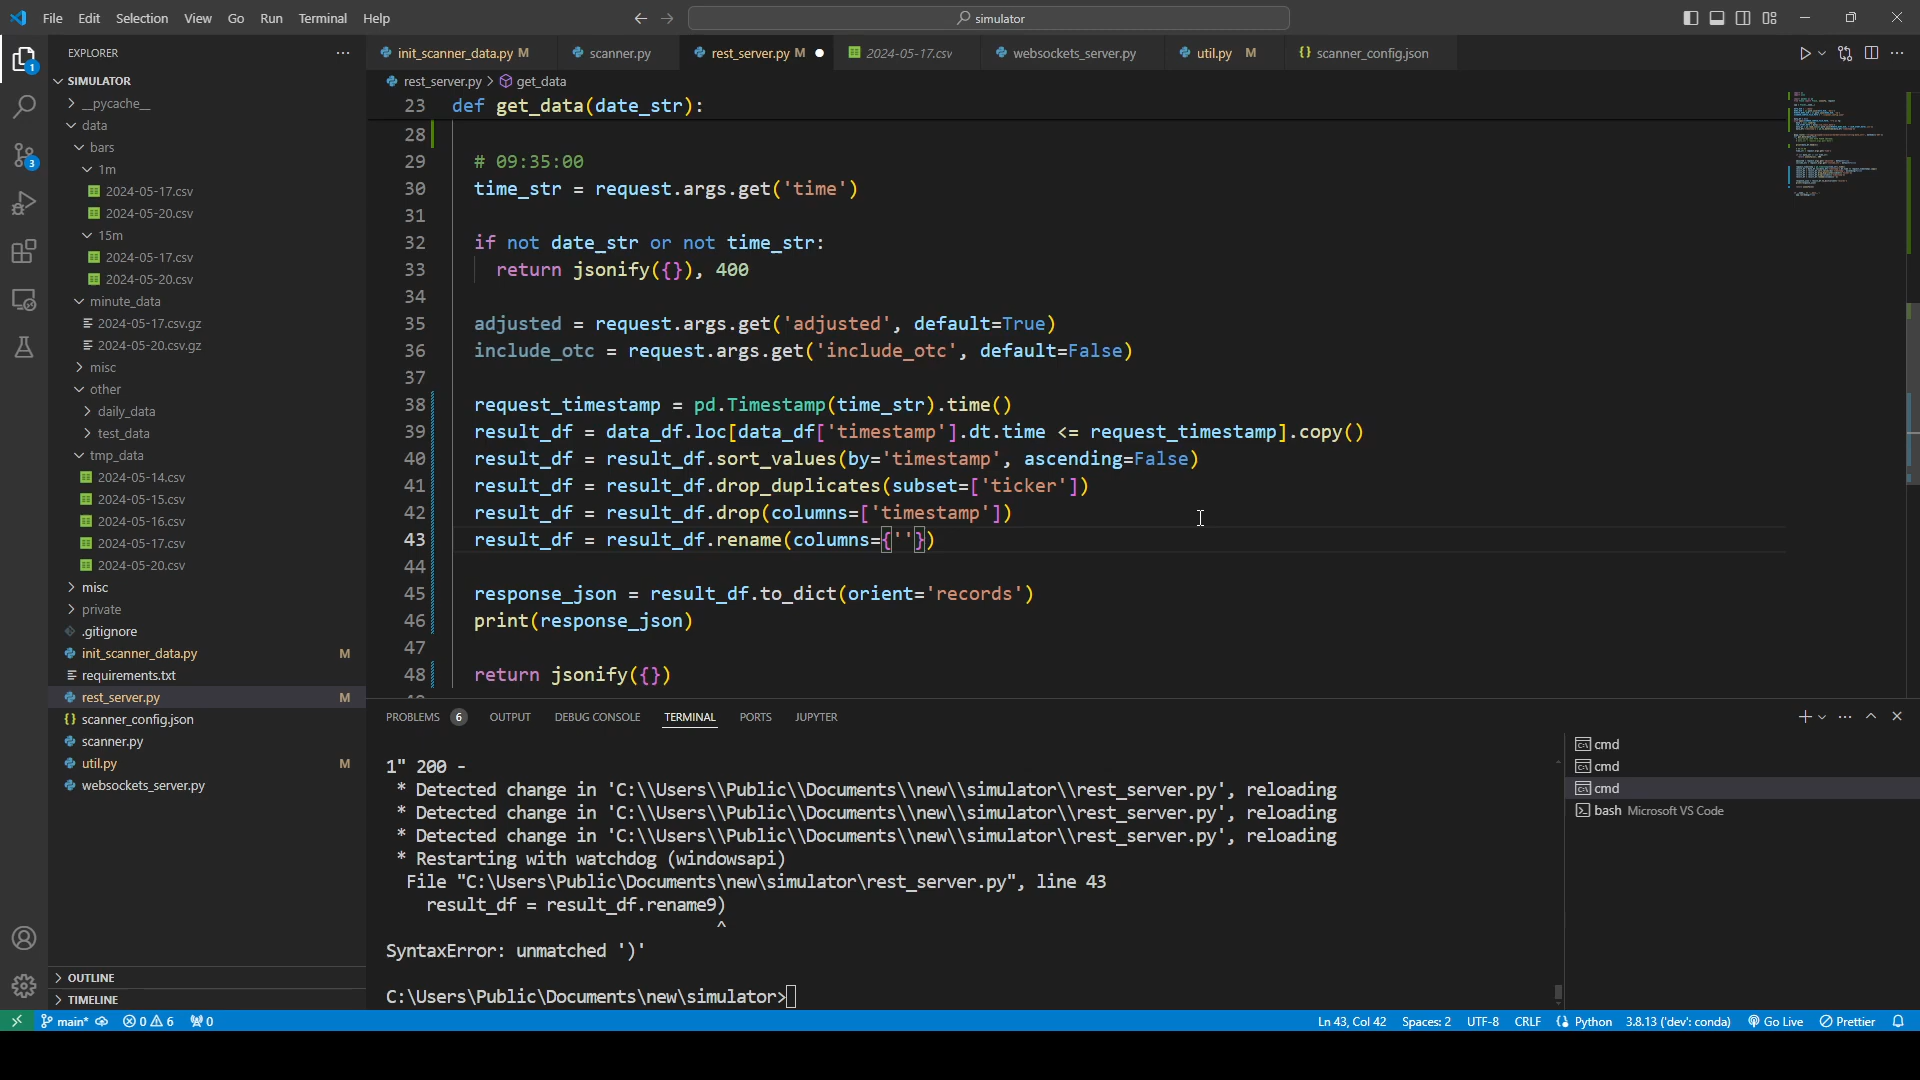 File Edit Selection View Go Run Terminal Help
simulator
EXPLORER
SIMULATOR
__pycache__
data
bars
1m
2024-05-17.csv
2024-05-20.csv
15m
2024-05-17.csv
2024-05-20.csv
minute_data
2024-05-17.csv.gz
2024-05-20.csv.gz
misc
other
daily_data
test_data
tmp_data
2024-05-14.csv
2024-05-15.csv
2024-05-16.csv
2024-05-17.csv
2024-05-20.csv
misc
private
.gitignore
init_scanner_data.py M
requirements.txt
rest_server.py M
scanner_config.json
scanner.py
util.py M
websockets_server.py
OUTLINE
TIMELINE
1
3
init_scanner_data.py M scanner.py rest_server.py M 2024-05-17.csv websockets_server.py util.py M scanner_config.json
rest_server.py > get_data
23 def get_data(date_str):
28
29 # 09:35:00
30 time_str = request.args.get('time')
31
32 if not date_str or not time_str:
33 return jsonify({}), 400
34
35 adjusted = request.args.get('adjusted', default=True)
36 include_otc = request.args.get('include_otc', default=False)
37
38 request_timestamp = pd.Timestamp(time_str).time()
39 result_df = data_df.loc[data_df['timestamp'].dt.time <= request_timestamp].copy()
40 result_df = result_df.sort_values(by='timestamp', ascending=False)
41 result_df = result_df.drop_duplicates(subset=['ticker'])
42 result_df = result_df.drop(columns=['timestamp'])
43 result_df = result_df.rename(columns={''})
44
45 response_json = result_df.to_dict(orient='records')
46 print(response_json)
47
48 return jsonify({})
PROBLEMS 6 OUTPUT DEBUG CONSOLE TERMINAL PORTS JUPYTER
1" 200 -
* Detected change in 'C:\\Users\\Public\\Documents\\new\\simulator\\rest_server.py', reloading
* Detected change in 'C:\\Users\\Public\\Documents\\new\\simulator\\rest_server.py', reloading
* Detected change in 'C:\\Users\\Public\\Documents\\new\\simulator\\rest_server.py', reloading
* Restarting with watchdog (windowsapi)
File "C:\Users\Public\Documents\new\simulator\rest_server.py", line 43
result_df = result_df.rename9)
^
SyntaxError: unmatched ')'
C:\Users\Public\Documents\new\simulator>
cmd
cmd
cmd
bash Microsoft VS Code
main* 0 6 0 Ln 43, Col 42 Spaces: 2 UTF-8 CRLF Python 3.8.13 ('dev': conda) Go Live Prettier